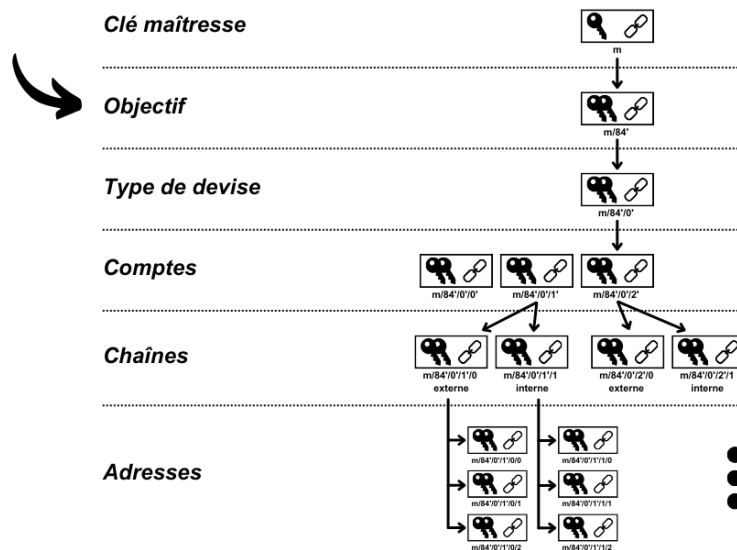 Clé maîtresse
m
Objectif
m/84'
Type de devise
m/84'/0'
Comptes
m/84'/0'/0' m/84'/0'/1' m/84'/0'/2'
Chaînes
m/84'/0'/1'/0 m/84'/0'/1'/1 m/84'/0'/2'/0 m/84'/0'/2'/1
externe interne externe interne
m/84'/0'/1'/0/0 m/84'/0'/1'/1/0
Adresses
m/84'/0'/1'/0/1 m/84'/0'/1'/1/1
m/84'/0'/1'/0/2 m/84'/0'/1'/1/2